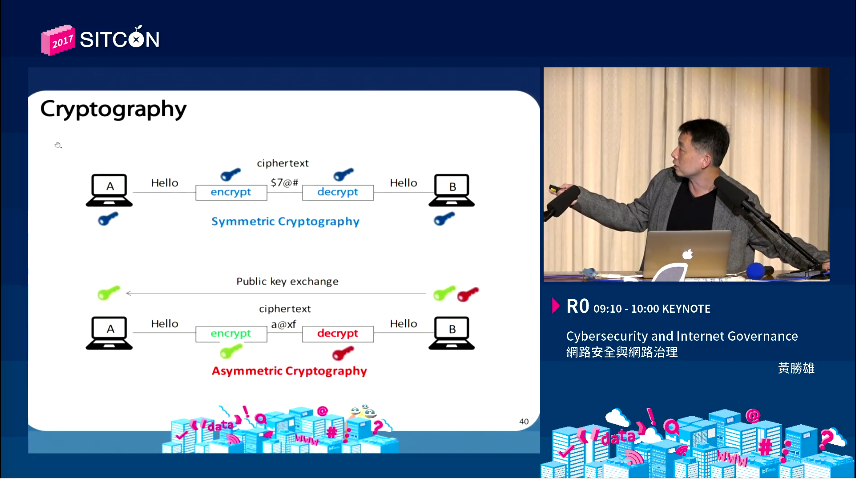 2017 SITCON
Cryptography
ciphertext
A
Hello
encrypt
$7@#
decrypt
Hello
B
Symmetric Cryptography
Public key exchange
ciphertext
A
Hello
encrypt
a@xf
decrypt
Hello
B
Asymmetric Cryptography
data
WWW
40
R0 09:10 - 10:00 KEYNOTE
Cybersecurity and Internet Governance
網路安全與網路治理
黃勝雄
data
WWW